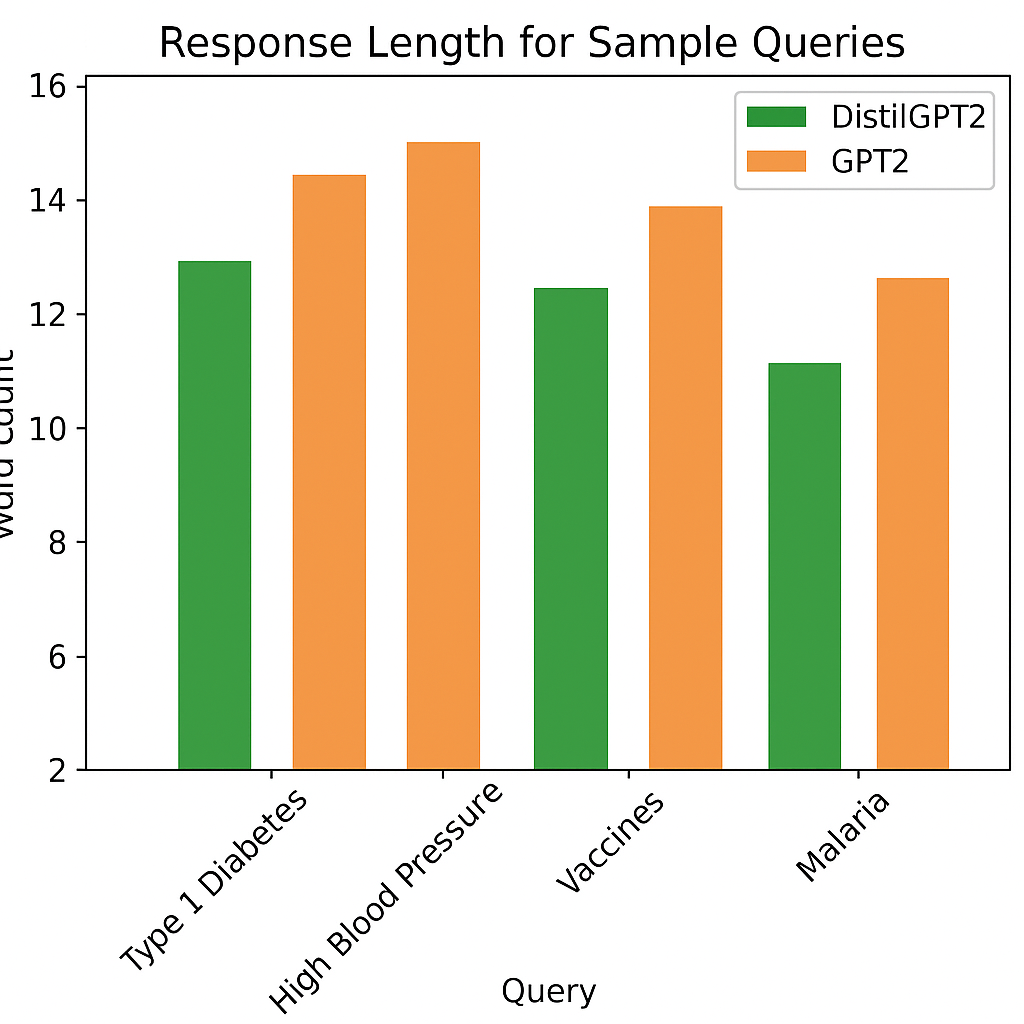 Response Length for Sample Queries
DistilGPT2
GPT2
16
14
12
10
8
6
2
Type 1 Diabetes
High Blood Pressure
Vaccines
Malaria
Query